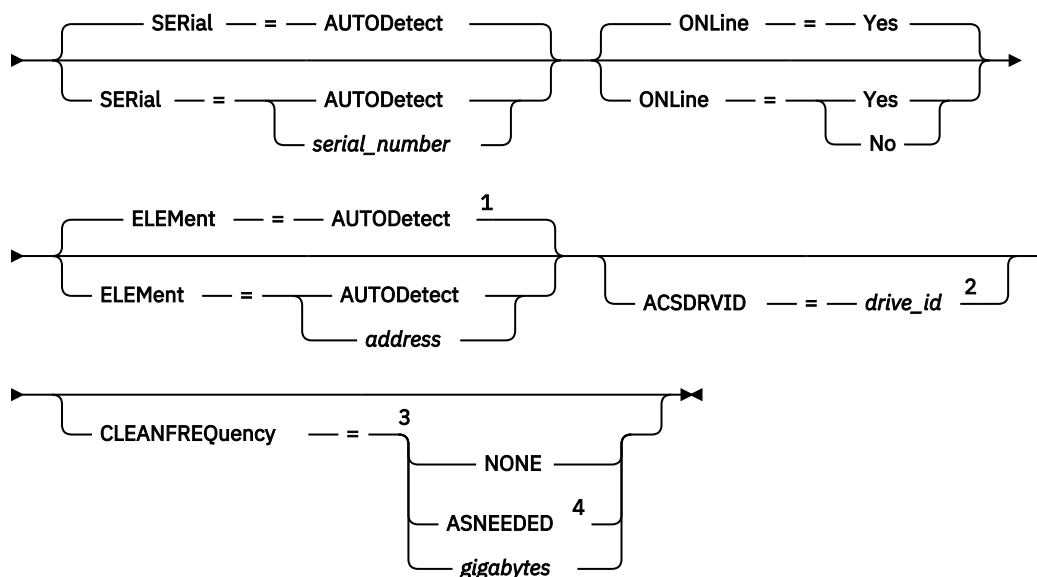 SERial = AUTODetect
ONLine = Yes
SERial = AUTODetect
serial_number
ONLine = Yes
No
ELEMent = AUTODetect 1
ELEMent = AUTODetect
address
ACSDRVID = drive_id 2
CLEANFREQuency = 3
NONE
ASNEEDED 4
gigabytes